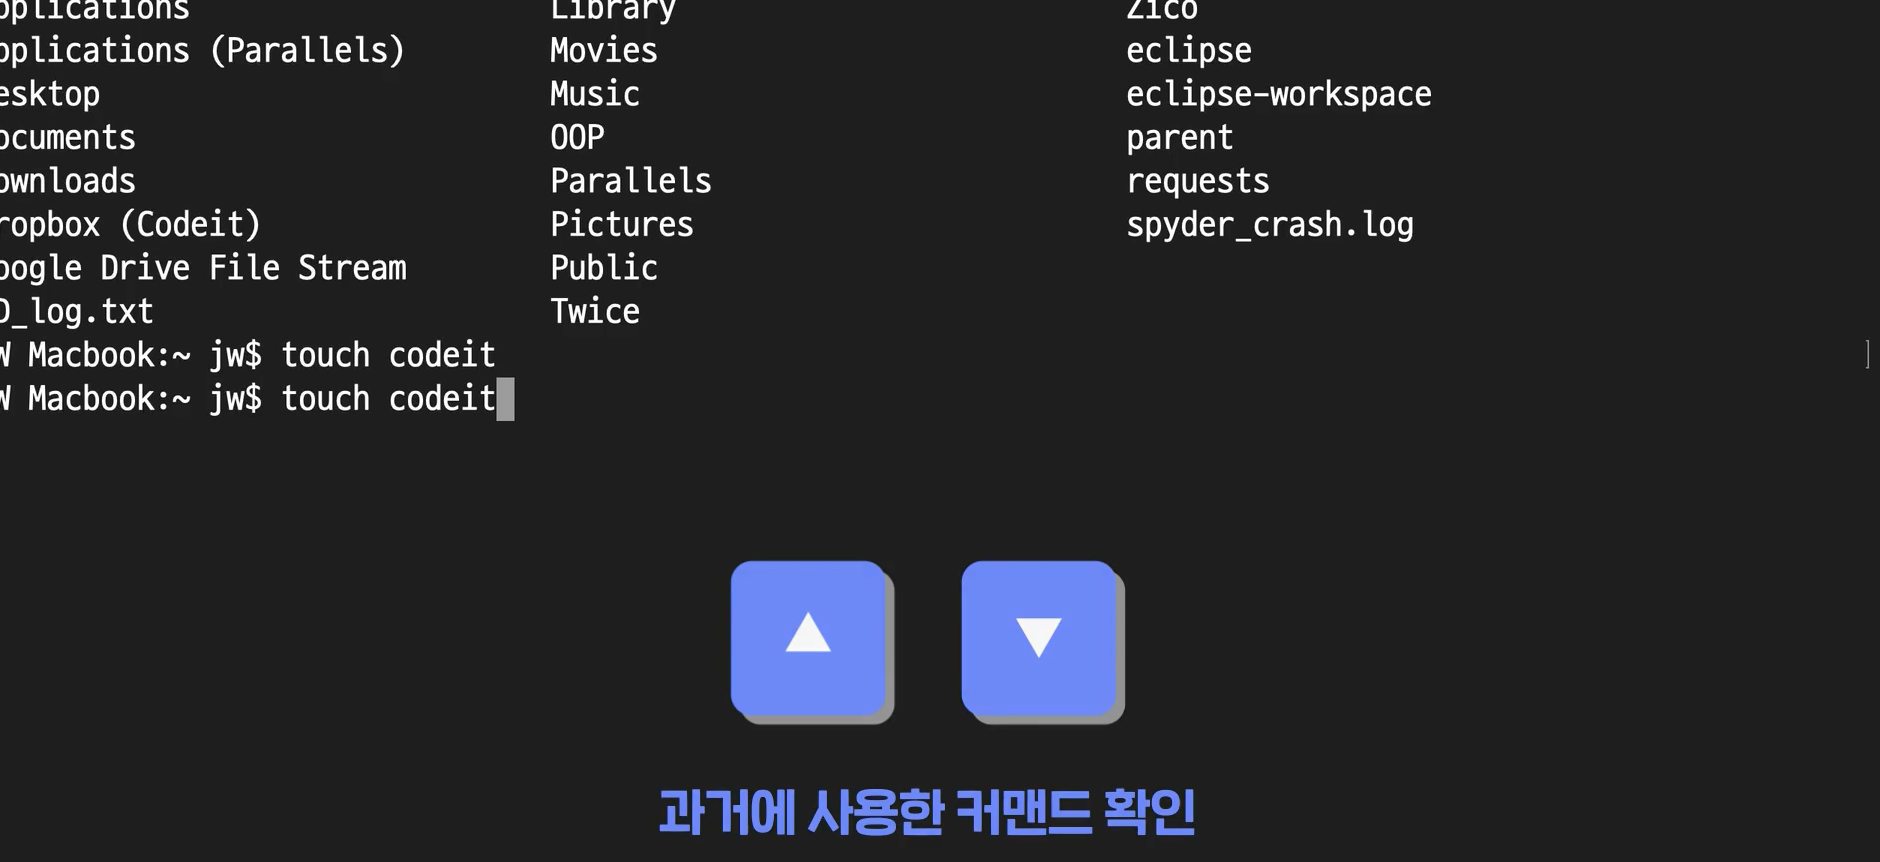 pplications Library Zico
pplications (Parallels) Movies eclipse
esktop Music eclipse-workspace
ocuments OOP parent
ownloads Parallels requests
ropbox (Codeit) Pictures spyder_crash.log
oogle Drive File Stream Public
D_log.txt Twice
W Macbook:~ jw$ touch codeit ]
W Macbook:~ jw$ touch codeit
과거에 사용한 커맨드 확인